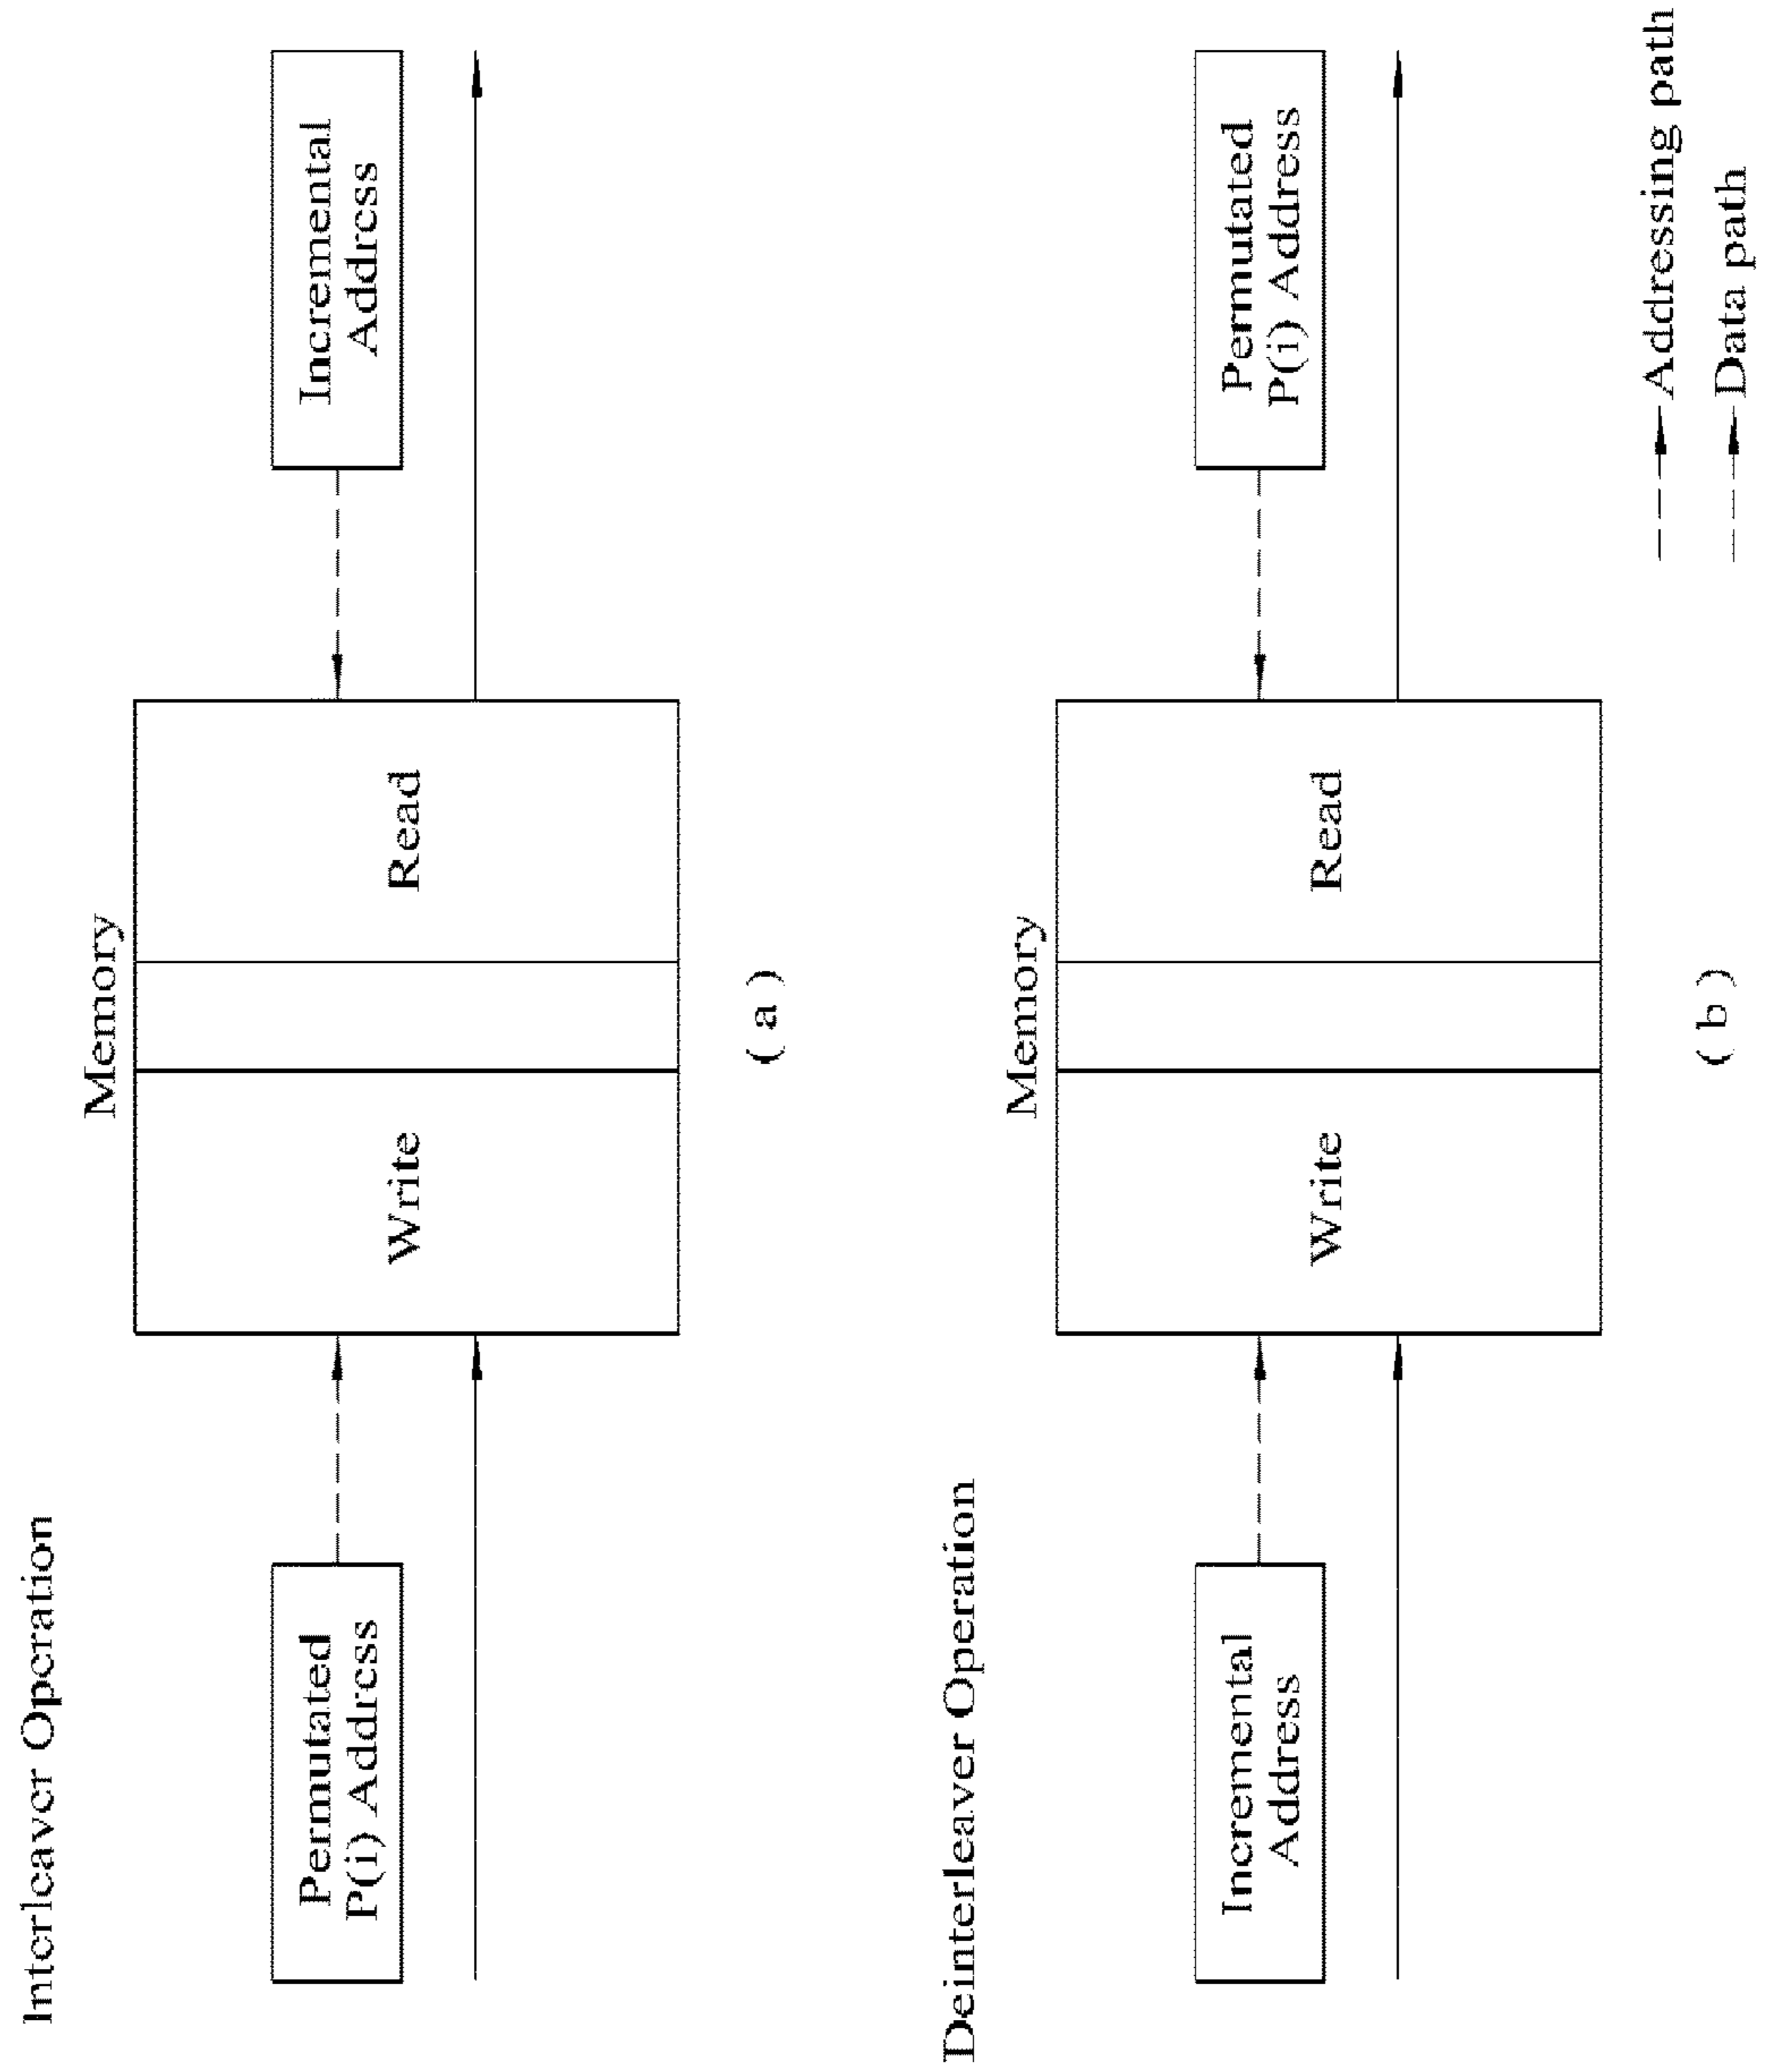 Interleaver Operation
Memory
Permutated
P(i) Address
Write
Read
Incremental
Address
( a )
Deinterleaver Operation
Memory
Incremental
Address
Write
Read
Permutated
P(i) Address
( b )
Addressing path
Data path